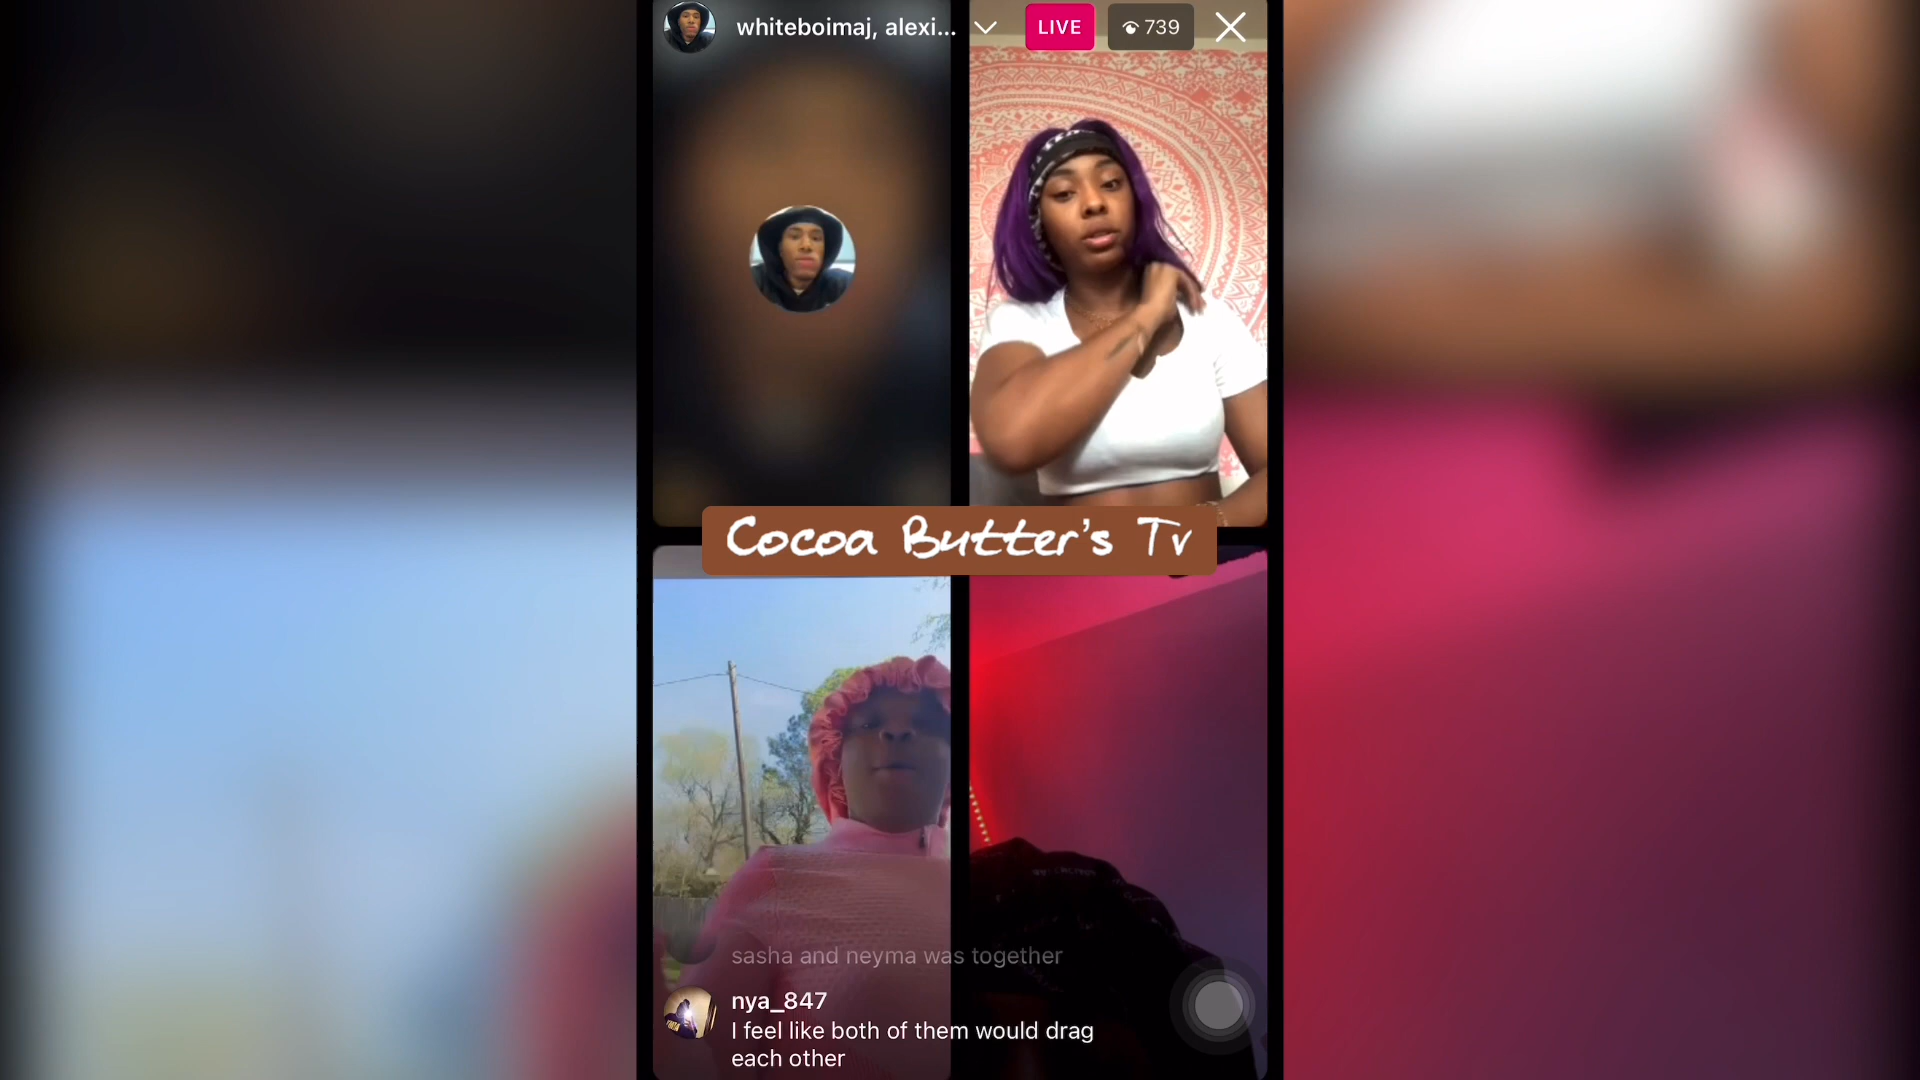 whiteboimaj, alexi...
LIVE
739
Cocoa Butter's Tv
sasha and neyma was together
nya_847
I feel like both of them would drag
each other